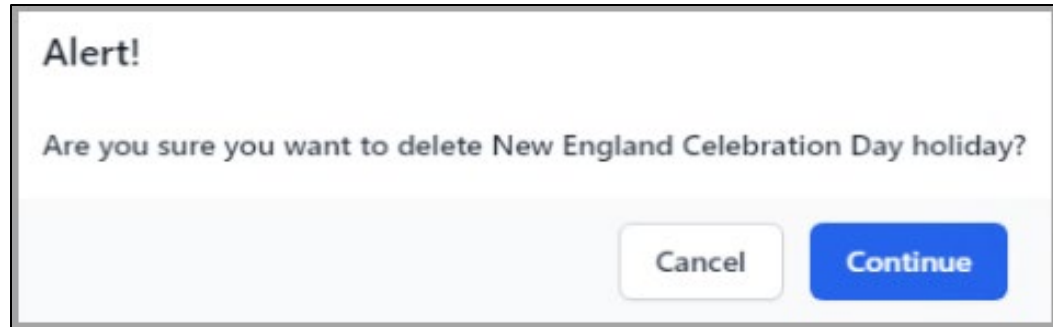 Alert!
Are you sure you want to delete New England Celebration Day holiday?
Cancel Continue